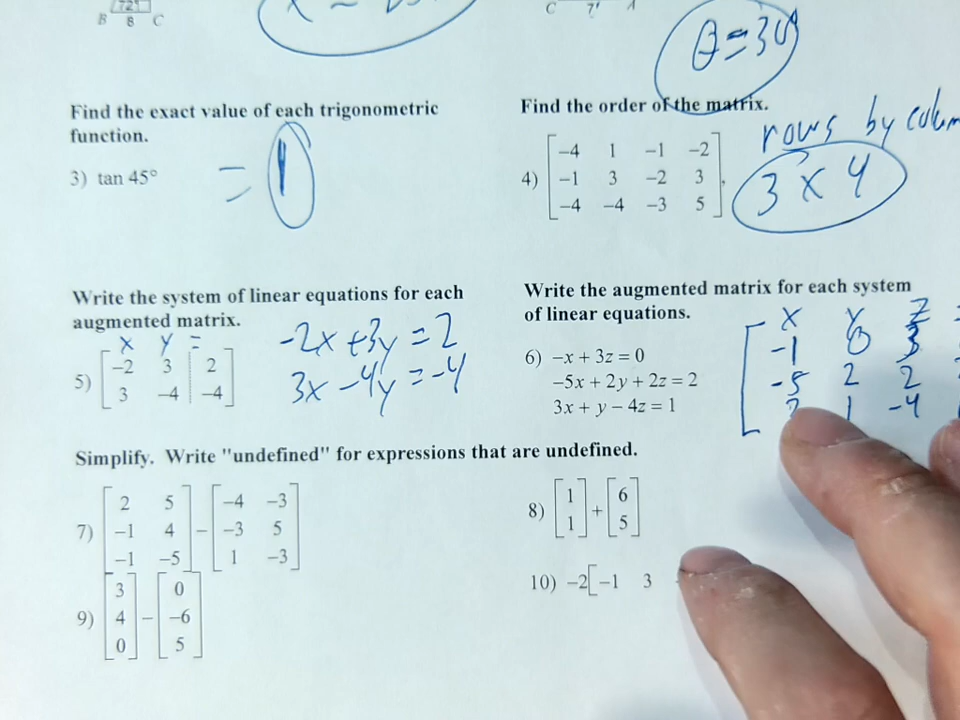 72°
B 8 C
C 7' A
θ = 30
Find the exact value of each trigonometric
function.
3) tan 45°
= 1
Find the order of the matrix.
rows by colum
4)
-4 1 -1 -2
-1 3 -2 3
-4 -4 -3 5
3 x 4
Write the system of linear equations for each
augmented matrix.
X Y =
5)
-2 3 2
3 -4 -4
-2x + 3y = 2
3x - 4y = -4
Write the augmented matrix for each system
of linear equations.
6) -x + 3z = 0
-5x + 2y + 2z = 2
3x + y - 4z = 1
X Y Z
-1 0 3
-5 2 2
1 -4
Simplify. Write "undefined" for expressions that are undefined.
7)
2 5 - -4 -3
-1 4 -3 5
-1 -5 1 -3
8)
1 + 6
1 5
9)
3 - 0
4 -6
0 5
10) -2[-1 3